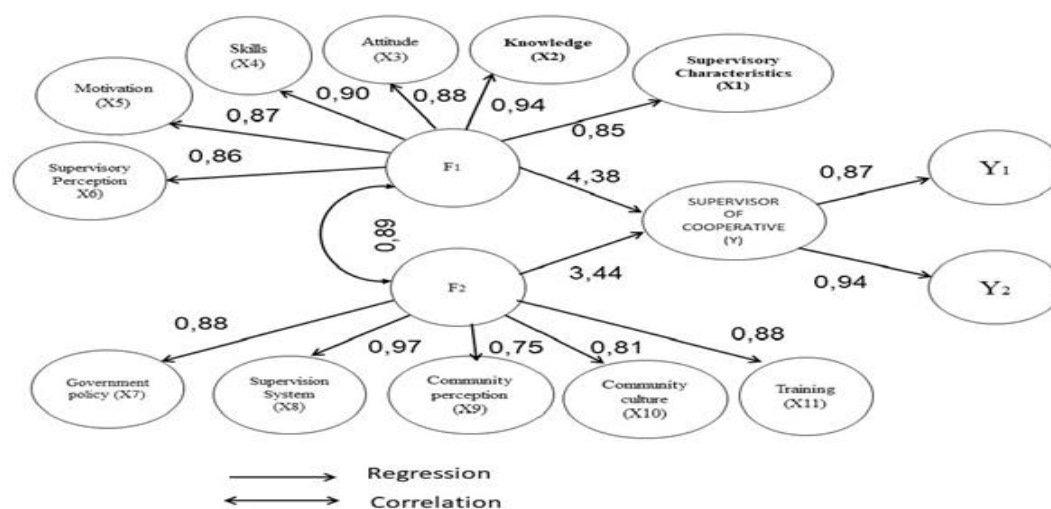 Skills
(X4)
Attitude
(X3)
Knowledge
(X2)
Supervisory
Characteristics
(X1)
Motivation
(X5)
0,90
0,88
0,94
0,87
0,85
Supervisory
Perception
X6)
0,86
F1
4,38
0,87
Y1
SUPERVISOR
OF
COOPERATIVE
(Y)
0,89
3,44
0,94
Y2
F2
0,88
0,97
0,75
0,81
0,88
Government
policy (X7)
Supervision
System
(X8)
Community
perception
(X9)
Community
culture
(X10)
Training
(X11)
Regression
Correlation